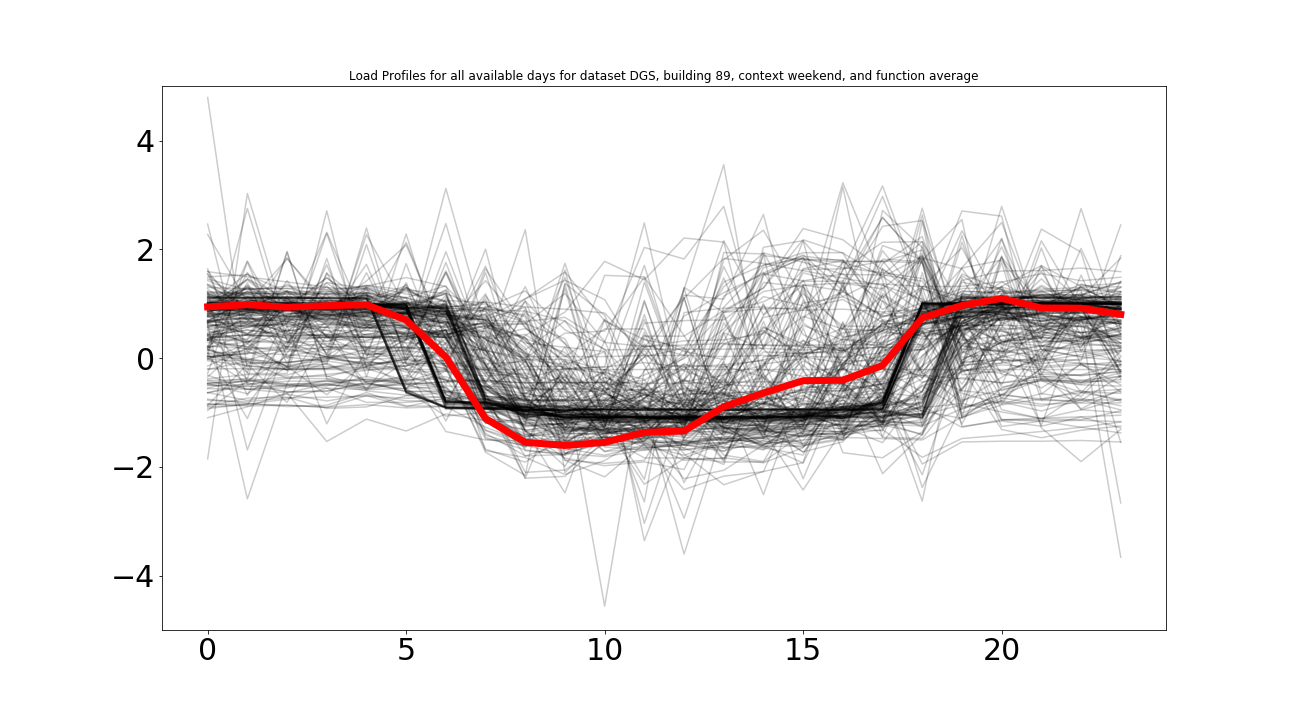 Load Profiles for all available days for dataset DGS, building 89, context weekend, and function average
4
2
0
−2
−4
0 5 10 15 20